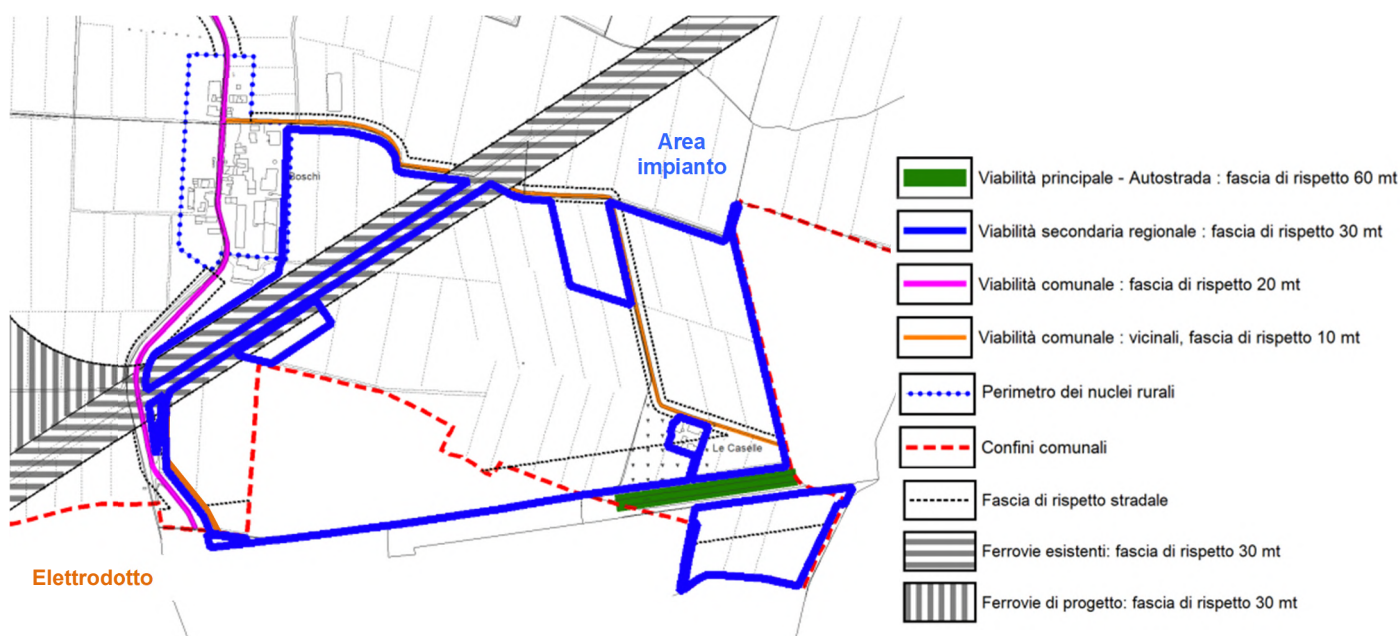 Area
impianto
Boschi
Le Caselle
Elettrodotto
Viabilità principale - Autostrada : fascia di rispetto 60 mt
Viabilità secondaria regionale : fascia di rispetto 30 mt
Viabilità comunale : fascia di rispetto 20 mt
Viabilità comunale : vicinali, fascia di rispetto 10 mt
Perimetro dei nuclei rurali
Confini comunali
Fascia di rispetto stradale
Ferrovie esistenti: fascia di rispetto 30 mt
Ferrovie di progetto: fascia di rispetto 30 mt